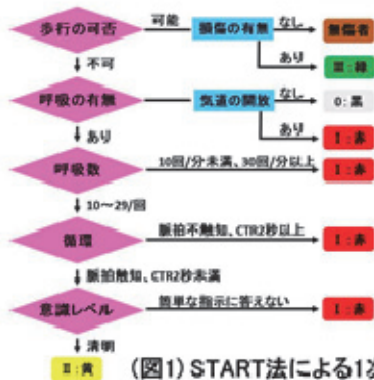 歩行の可否
可能
損傷の有無
なし
無傷者
あり
Ⅲ:緑
不可
呼吸の有無
気道の開放
なし
0:黒
あり
Ⅰ:赤
あり
呼吸数
10回/分未満、30回/分以上
Ⅰ:赤
10〜29/回
循環
脈拍不触知、CTR2秒以上
Ⅰ:赤
脈拍触知、CTR2秒未満
意識レベル
簡単な指示に答えない
Ⅰ:赤
清明
Ⅱ:黄
(図1) START法による1